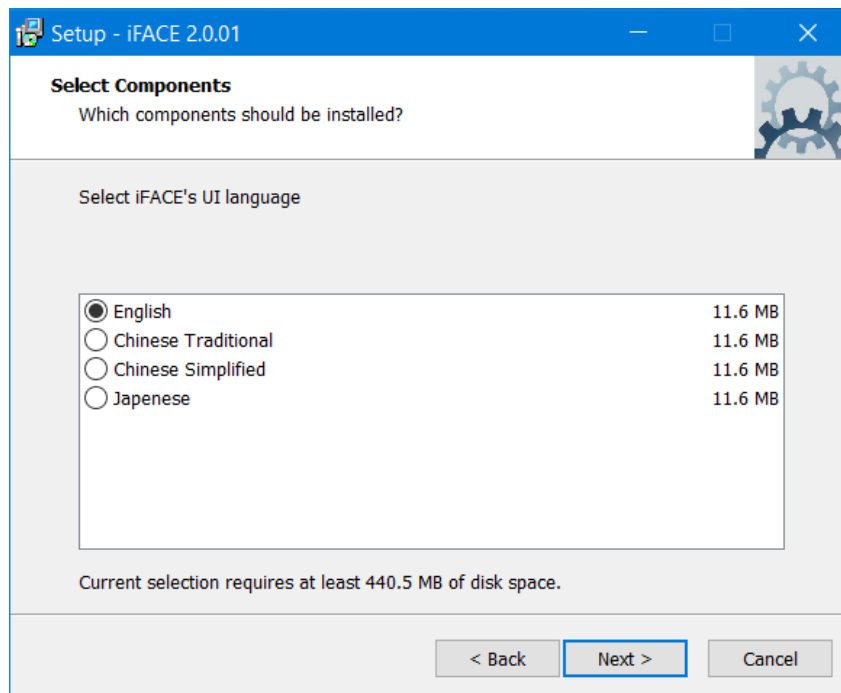 Setup - iFACE 2.0.01
Select Components
Which components should be installed?
Select iFACE's UI language
English 11.6 MB
Chinese Traditional 11.6 MB
Chinese Simplified 11.6 MB
Japenese 11.6 MB
Current selection requires at least 440.5 MB of disk space.
< Back Next > Cancel